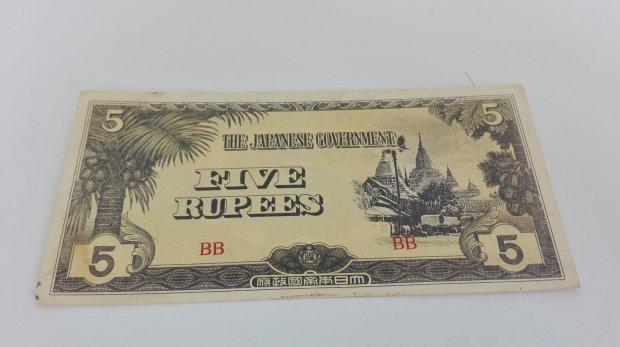 5 5
THE JAPANESE GOVERNMENT
FIVE
RUPEES
BB BB
5 5
大日本帝國政府